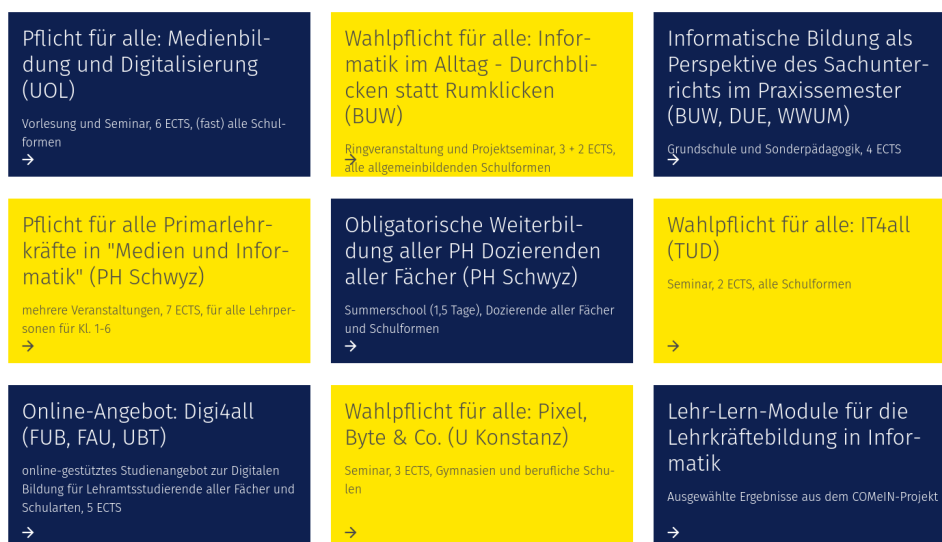 Pflicht für alle: Medienbil-
dung und Digitalisierung
(UOL)
Vorlesung und Seminar, 6 ECTS, (fast) alle Schul-
formen
→
Wahlpflicht für alle: Infor-
matik im Alltag - Durchbli-
cken statt Rumklicken
(BUW)
Ringveranstaltung und Projektseminar, 3 + 2 ECTS,
alle allgemeinbildenden Schulformen
→
Informatische Bildung als
Perspektive des Sachunter-
richts im Praxissemester
(BUW, DUE, WWUM)
Grundschule und Sonderpädagogik, 4 ECTS
→
Pflicht für alle Primarlehr-
kräfte in "Medien und Infor-
matik" (PH Schwyz)
mehrere Veranstaltungen, 7 ECTS, für alle Lehrper-
sonen für Kl. 1-6
→
Obligatorische Weiterbil-
dung aller PH Dozierenden
aller Fächer (PH Schwyz)
Summerschool (1,5 Tage), Dozierende aller Fächer
und Schulformen
→
Wahlpflicht für alle: IT4all
(TUD)
Seminar, 2 ECTS, alle Schulformen
→
Online-Angebot: Digi4all
(FUB, FAU, UBT)
online-gestütztes Studienangebot zur Digitalen
Bildung für Lehramtsstudierende aller Fächer und
Schularten, 5 ECTS
→
Wahlpflicht für alle: Pixel,
Byte & Co. (U Konstanz)
Seminar, 3 ECTS, Gymnasien und berufliche Schu-
len
→
Lehr-Lern-Module für die
Lehrkräftebildung in Infor-
matik
Ausgewählte Ergebnisse aus dem COMeIN-Projekt
→